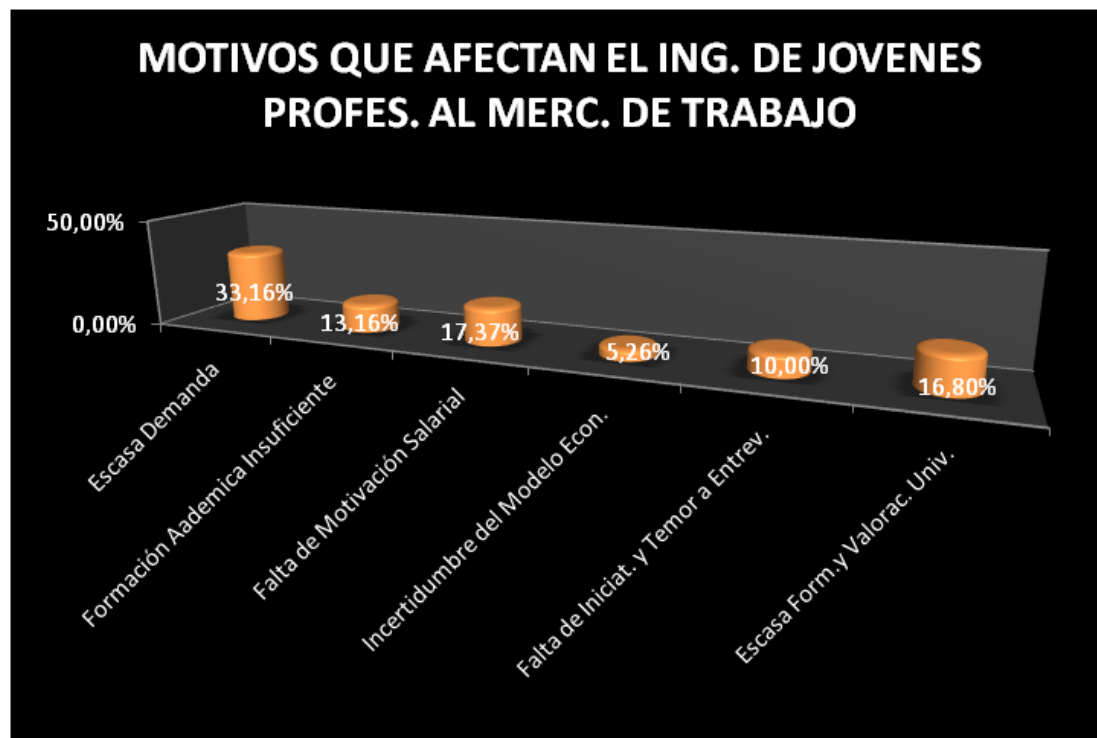 MOTIVOS QUE AFECTAN EL ING. DE JOVENES
PROFES. AL MERC. DE TRABAJO
50,00%
0,00%
33,16%
13,16%
17,37%
5,26%
10,00%
16,80%
Escasa Demanda
Formación Aademica Insuficiente
Falta de Motivación Salarial
Incertidumbre del Modelo Econ.
Falta de Iniciat. y Temor a Entrev.
Escasa Form.y Valorac. Univ.